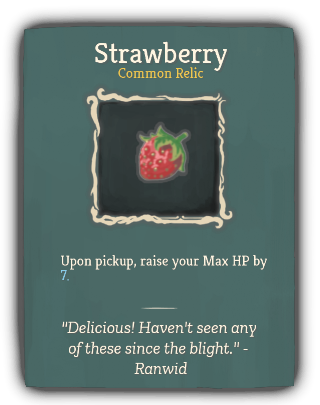 Strawberry
Common Relic
Upon pickup, raise your Max HP by
7.
"Delicious! Haven't seen any
of these since the blight." -
Ranwid